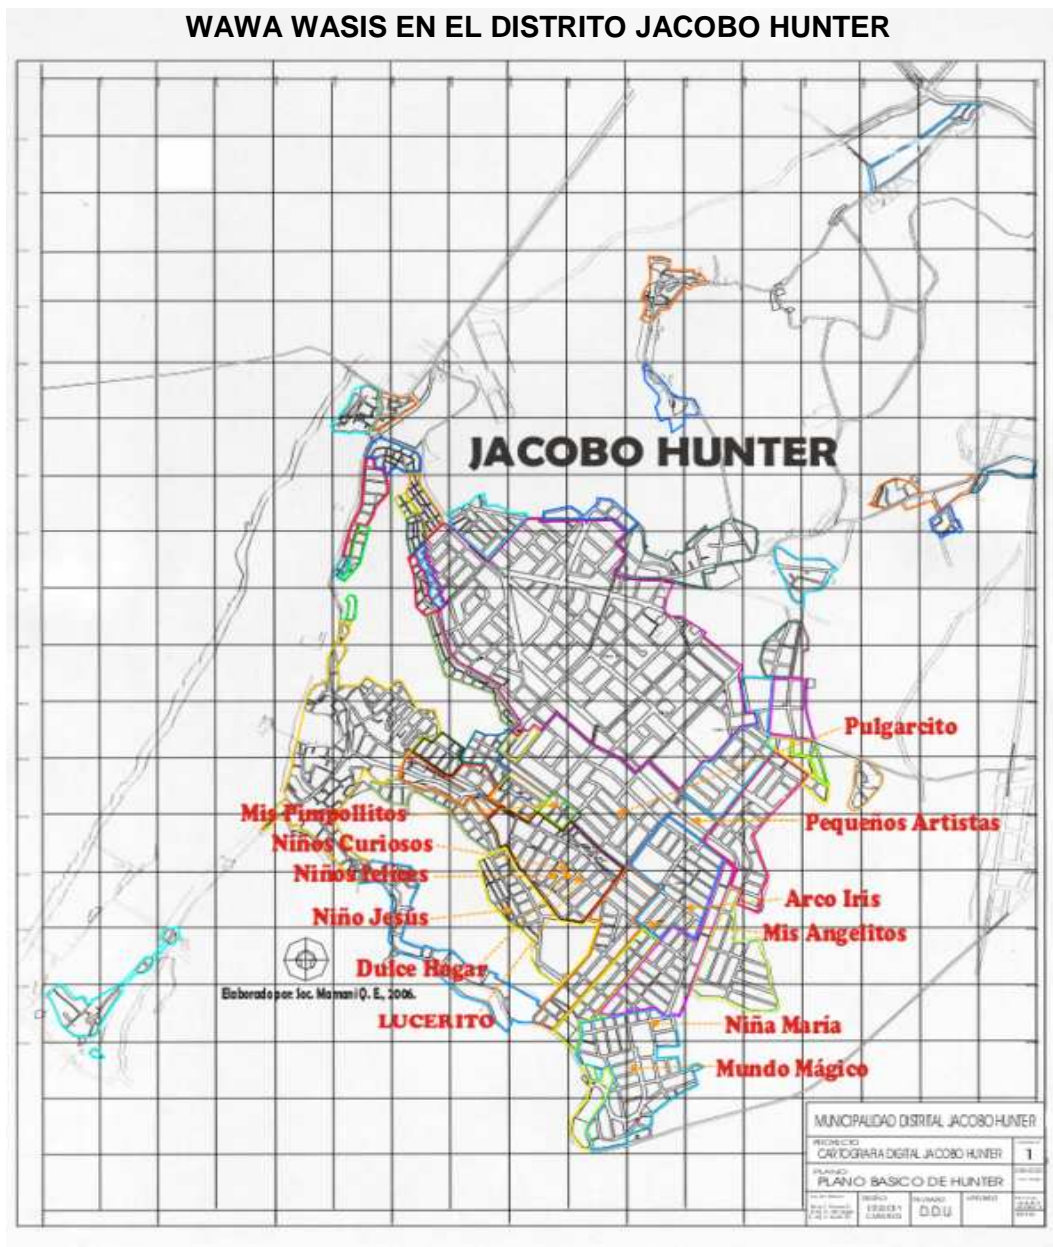 WAWA WASIS EN EL DISTRITO JACOBO HUNTER
JACOBO HUNTER
Pulgarcito
Mis Pimpollitos
Pequeños Artistas
Niños Curiosos
Niños Felices
Arco Iris
Niño Jesús
Mis Angelitos
Dulce Hogar
Elaborado por: Soc. Mamani Q. E., 2006.
LUCERITO
Niña María
Mundo Mágico
MUNICIPALIDAD DISTRITAL JACOBO HUNTER
PROYECTO
CARTOGRAFIA DIGITAL JACOBO HUNTER
1
PLANO
PLANO BASICO DE HUNTER
D.D.U.